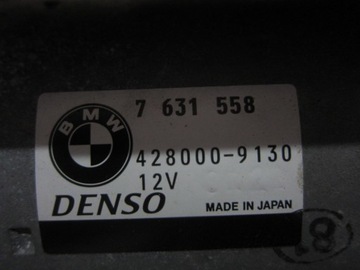 BMW
7 631 558
428000-9130
12V
DENSO
MADE IN JAPAN